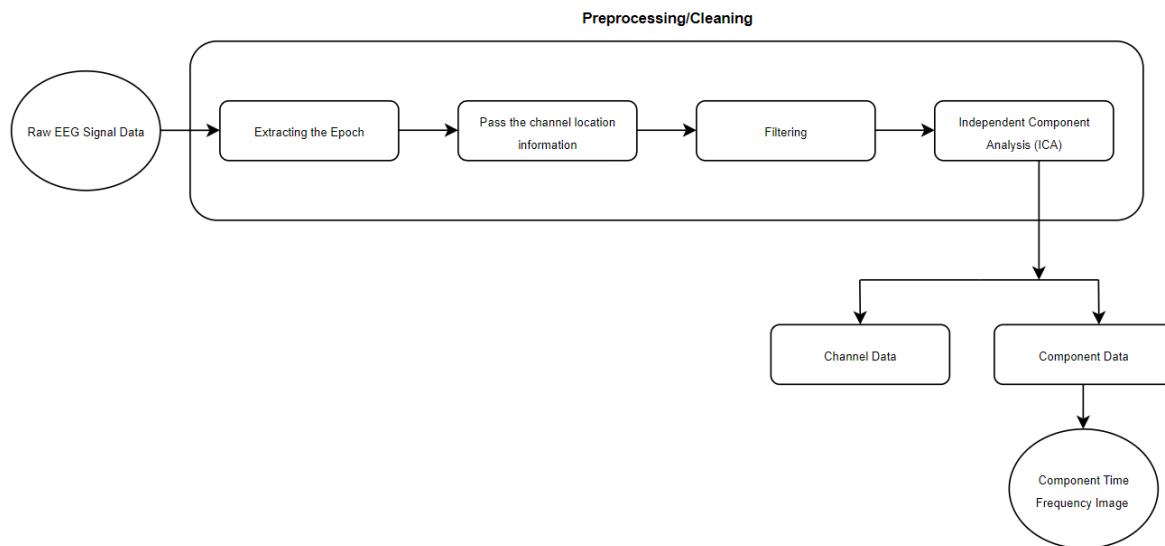 Preprocessing/Cleaning
Raw EEG Signal Data
Extracting the Epoch
Pass the channel location
information
Filtering
Independent Component
Analysis (ICA)
Channel Data
Component Data
Component Time
Frequency Image